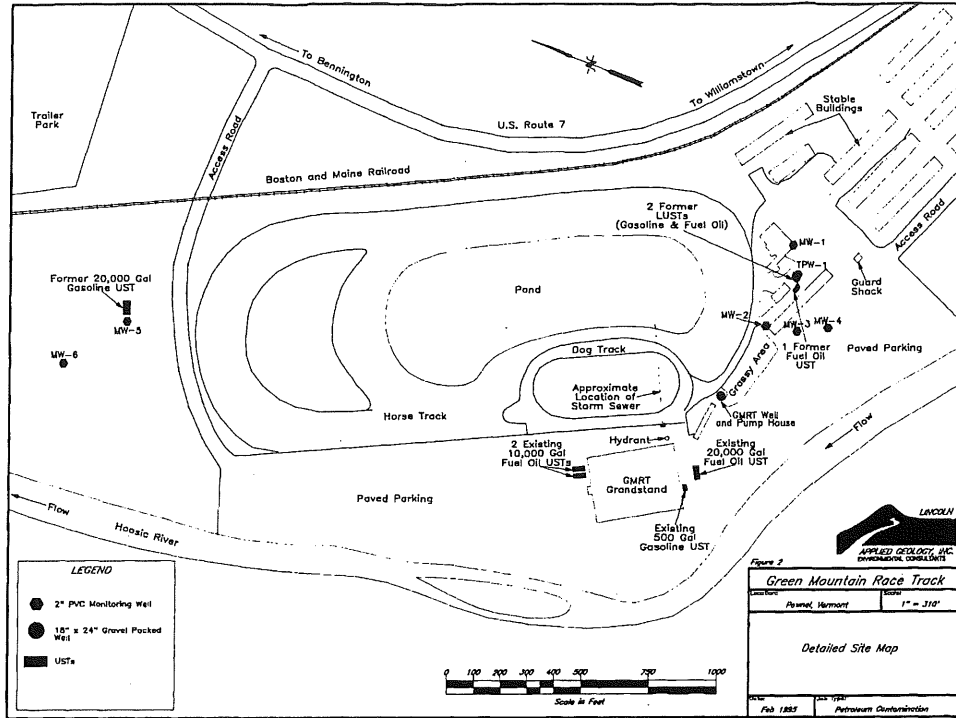 To Bennington
To Williamstown
Trailer
Park
Access Road
U.S. Route 7
Stable
Buildings
Boston and Maine Railroad
2 Former
LUSTs
(Gasoline & Fuel Oil)
MW-1
TPW-1
Access Road
Guard
Shack
Former 20,000 Gal
Gasoline UST
MW-5
MW-6
Pond
MW-2
MW-3
MW-4
1 Former
Fuel Oil
UST
Paved Parking
Dog Track
Grassy Area
Approximate
Location of
Storm Sewer
Horse Track
GMRT Well
and Pump House
Flow
2 Existing
10,000 Gal
Fuel Oil USTs
Hydrant
Existing
20,000 Gal
Fuel Oil UST
GMRT
Grandstand
Paved Parking
Existing
500 Gal
Gasoline UST
Flow
Hoosic River
LINCOLN
APPLIED GEOLOGY, INC.
ENVIRONMENTAL CONSULTANTS
LEGEND
2" PVC Monitoring Well
18" x 24" Gravel Packed
Well
USTs
Figure 2
Green Mountain Race Track
Pownal, Vermont
1" = 310'
Detailed Site Map
Feb 1995
Petroleum Contamination
0 100 200 300 400 500 750 1000
Scale in Feet